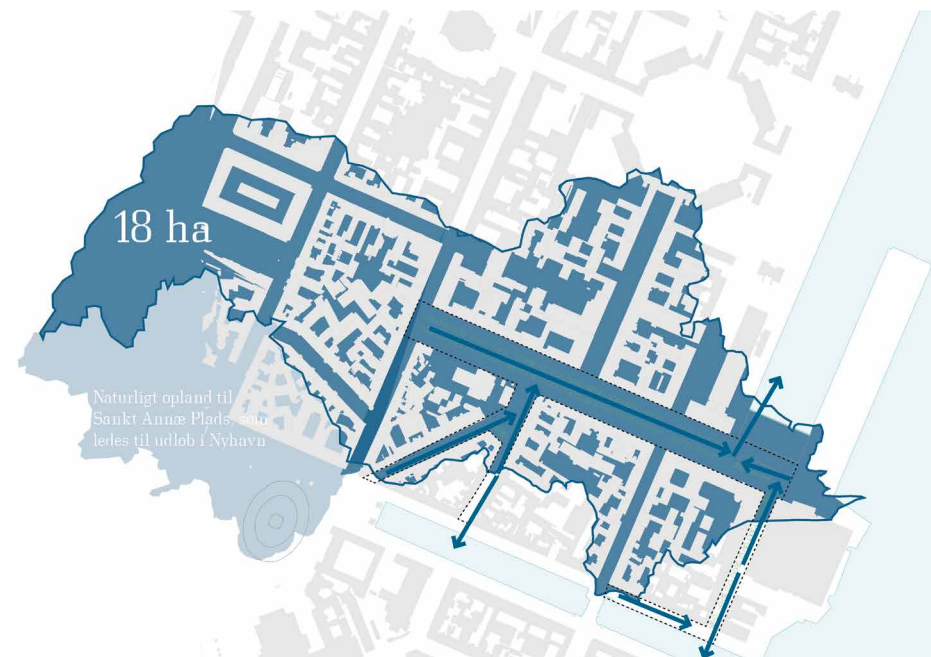 18 ha
Naturligt opland til
Sankt Annæ Plads, som
ledes til udløb i Nyhavn